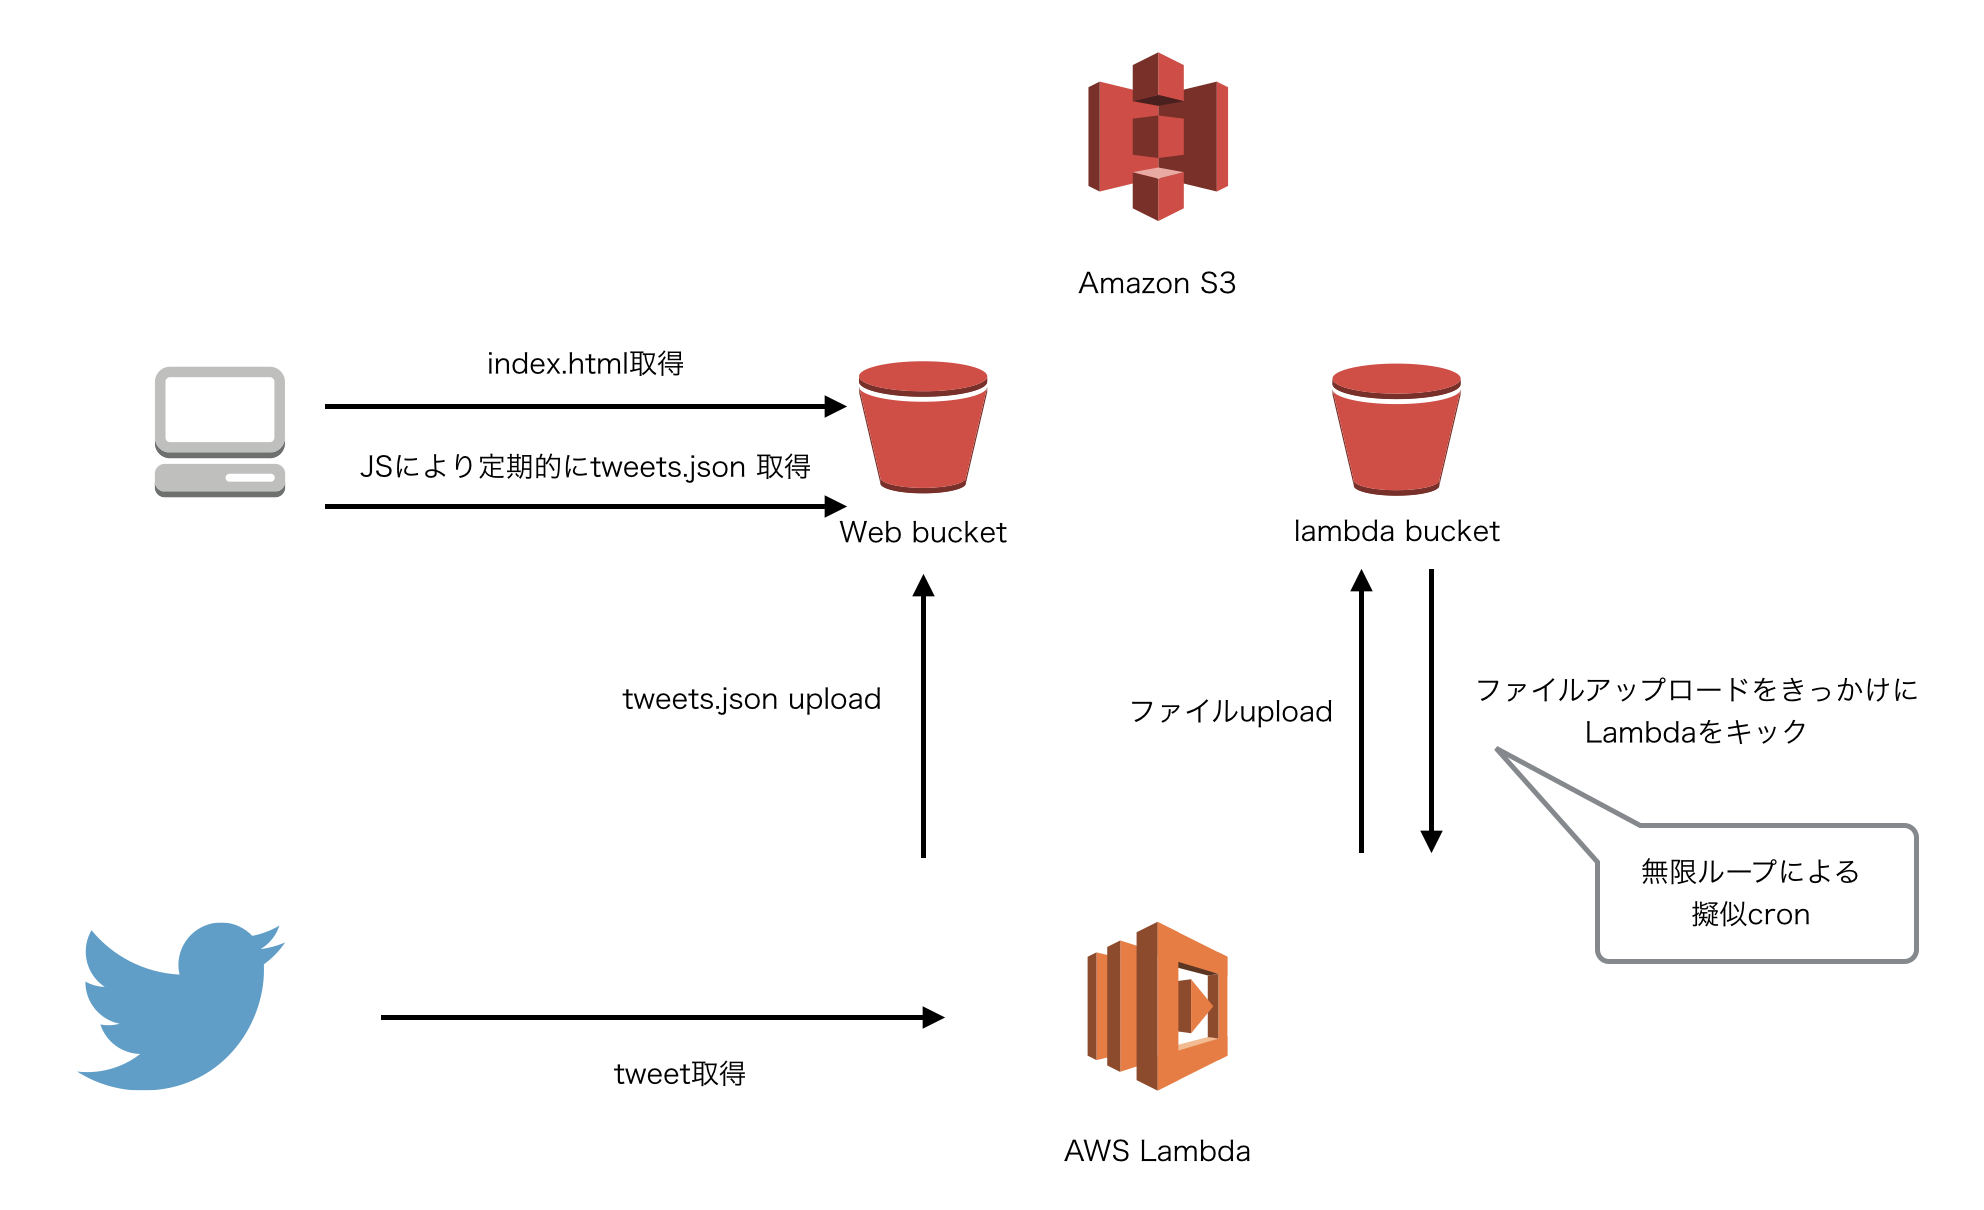 Amazon S3
index.html取得
JSにより定期的にtweets.json 取得
Web bucket
lambda bucket
tweets.json upload
ファイルupload
ファイルアップロードをきっかけに
Lambdaをキック
無限ループによる
擬似cron
tweet取得
AWS Lambda